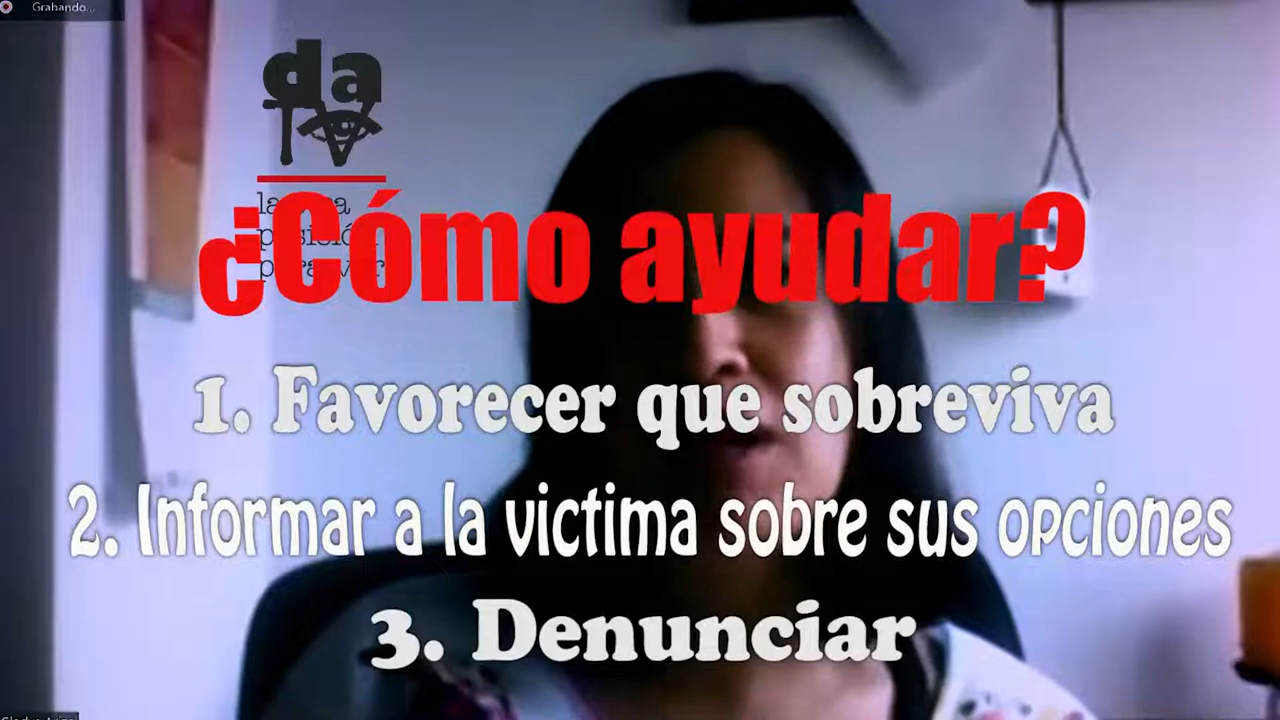 Grabando...
da
¿Cómo ayudar?
1. Favorecer que sobreviva
2. Informar a la victima sobre sus opciones
3. Denunciar